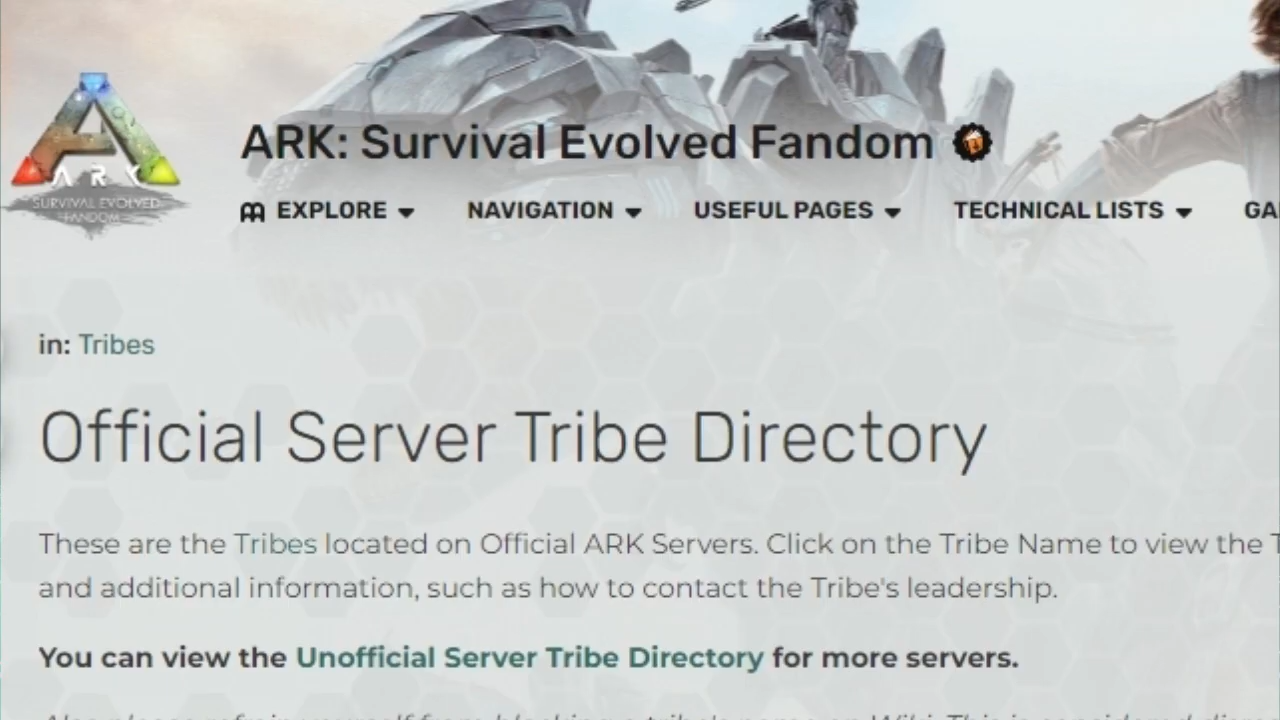 ARK
SURVIVAL EVOLVED
FANDOM
ARK: Survival Evolved Fandom
EXPLORE NAVIGATION USEFUL PAGES TECHNICAL LISTS GA
in: Tribes
Official Server Tribe Directory
These are the Tribes located on Official ARK Servers. Click on the Tribe Name to view the T
and additional information, such as how to contact the Tribe's leadership.
You can view the Unofficial Server Tribe Directory for more servers.